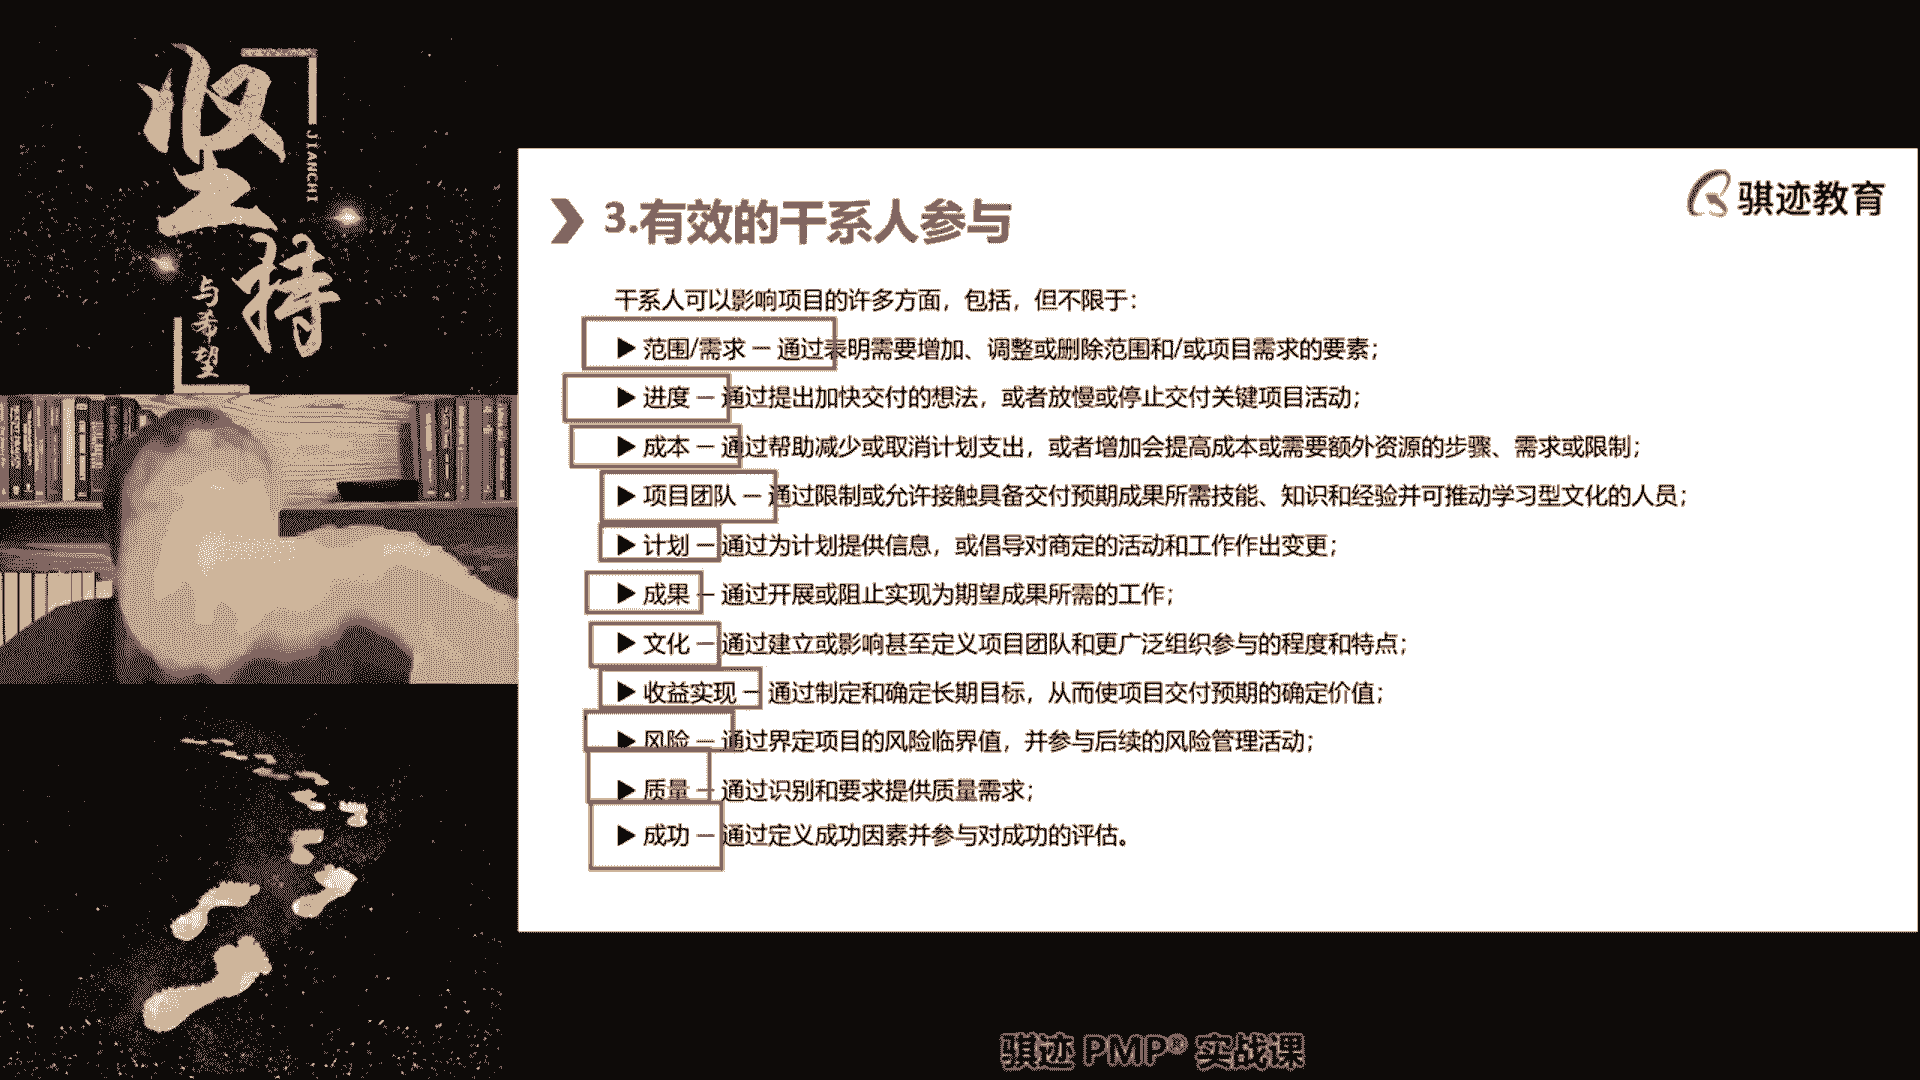 坚持
JIANCHI
与希望
骐迹教育
3.有效的干系人参与
干系人可以影响项目的许多方面，包括，但不限于：
▶ 范围/需求 — 通过表明需要增加、调整或删除范围和/或项目需求的要素；
▶ 进度 — 通过提出加快交付的想法，或者放慢或停止交付关键项目活动；
▶ 成本 — 通过帮助减少或取消计划支出，或者增加会提高成本或需要额外资源的步骤、需求或限制；
▶ 项目团队 — 通过限制或允许接触具备交付预期成果所需技能、知识和经验并可推动学习型文化的人员；
▶ 计划 — 通过为计划提供信息，或倡导对商定的活动和工作作出变更；
▶ 成果 — 通过开展或阻止实现为期望成果所需的工作；
▶ 文化 — 通过建立或影响甚至定义项目团队和更广泛组织参与的程度和特点；
▶ 收益实现 — 通过制定和确定长期目标，从而使项目交付预期的确定价值；
▶ 风险 — 通过界定项目的风险临界值，并参与后续的风险管理活动；
▶ 质量 — 通过识别和要求提供质量需求；
▶ 成功 — 通过定义成功因素并参与对成功的评估。
骐迹 PMP® 实战课